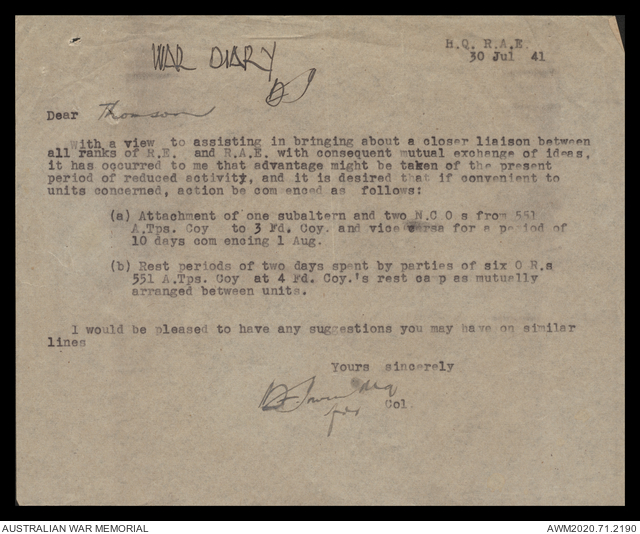 H.Q. R.A.E.
30 Jul 41
WAR DIARY
Dear Thomson
With a view to assisting in bringing about a closer liaison between
all ranks of R.E. and R.A.E. with consequent mutual exchange of ideas,
it has occurred to me that advantage might be taken of the present
period of reduced activity, and it is desired that if convenient to
units concerned, action be com enced as follows:
(a) Attachment of one subaltern and two N.C.O s from 551
A.Tps. Coy to 3 Fd. Coy. and vice versa for a period of
10 days com encing 1 Aug.
(b) Rest periods of two days spent by parties of six O R.s
551 A.Tps. Coy at 4 Fd. Coy.'s rest camp as mutually
arranged between units.
I would be pleased to have any suggestions you may have on similar
lines
Yours sincerely
for Col.
AUSTRALIAN WAR MEMORIAL
AWM2020.71.2190